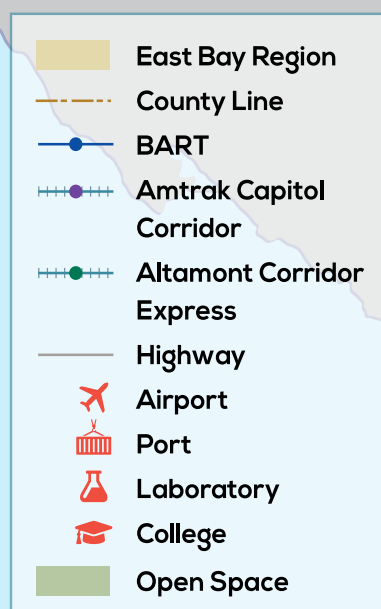 East Bay Region
County Line
BART
Amtrak Capitol
Corridor
Altamont Corridor
Express
Highway
Airport
Port
Laboratory
College
Open Space